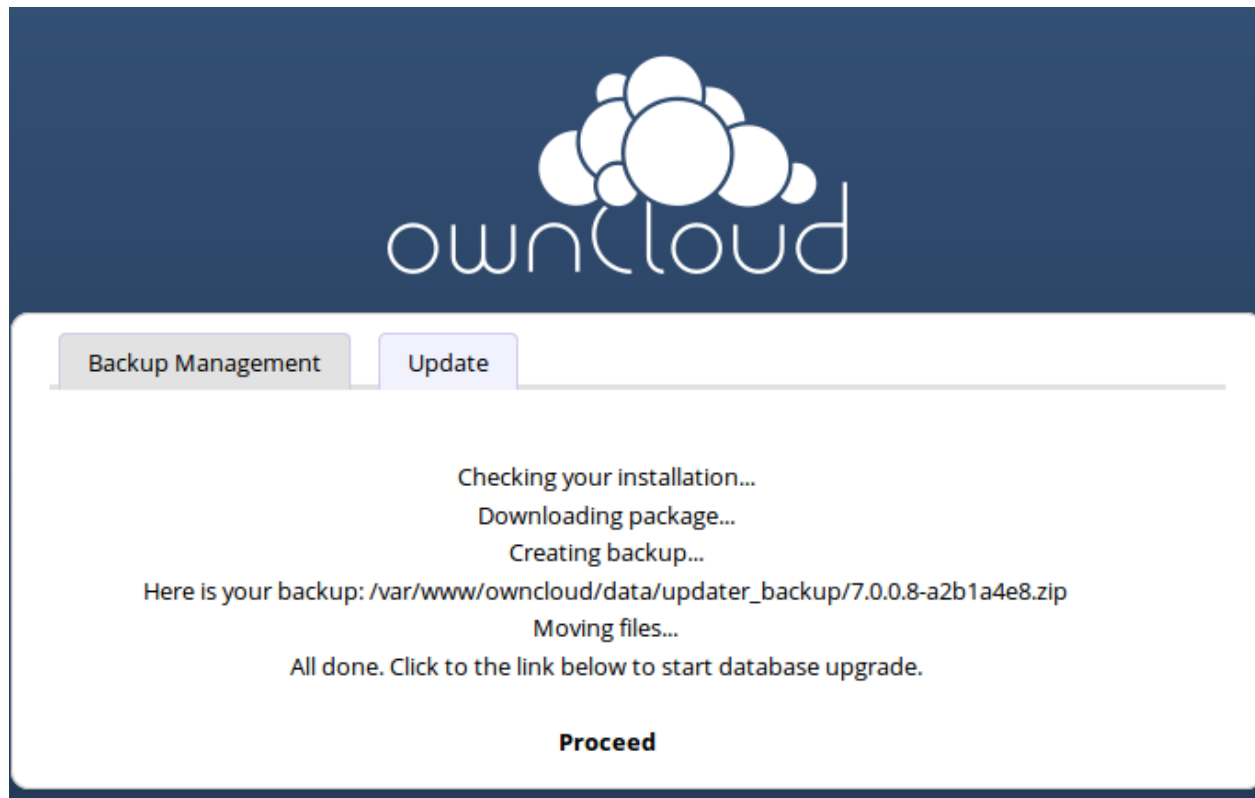 ownCloud
Backup Management
Update
Checking your installation...
Downloading package...
Creating backup...
Here is your backup: /var/www/owncloud/data/updater_backup/7.0.0.8-a2b1a4e8.zip
Moving files...
All done. Click to the link below to start database upgrade.
Proceed